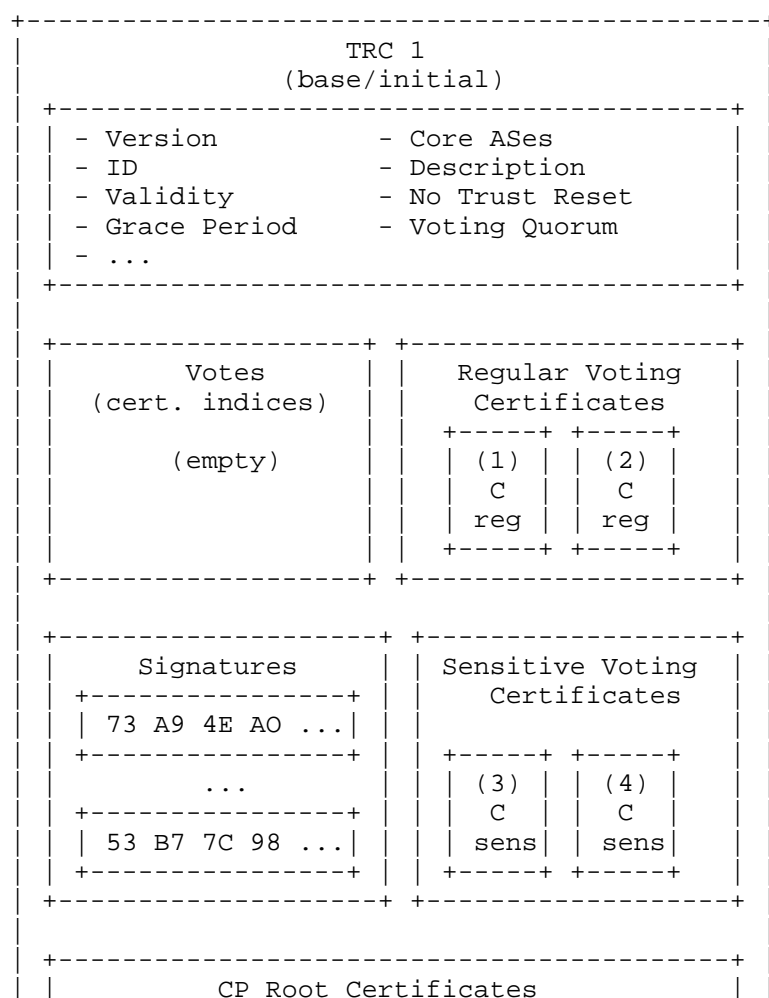 TRC 1
(base/initial)
- Version - Core ASes
- ID - Description
- Validity - No Trust Reset
- Grace Period - Voting Quorum
- ...
Votes Regular Voting
(cert. indices) Certificates
(empty) (1) (2)
C C
reg reg
Signatures Sensitive Voting
Certificates
73 A9 4E AO ...
... (3) (4)
C C
53 B7 7C 98 ... sens sens
CP Root Certificates